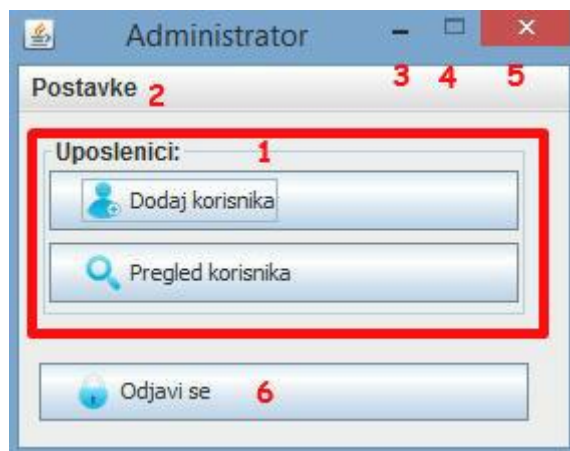 Administrator
3 4 5
Postavke 2
Uposlenici: 1
Dodaj korisnika
Pregled korisnika
Odjavi se 6